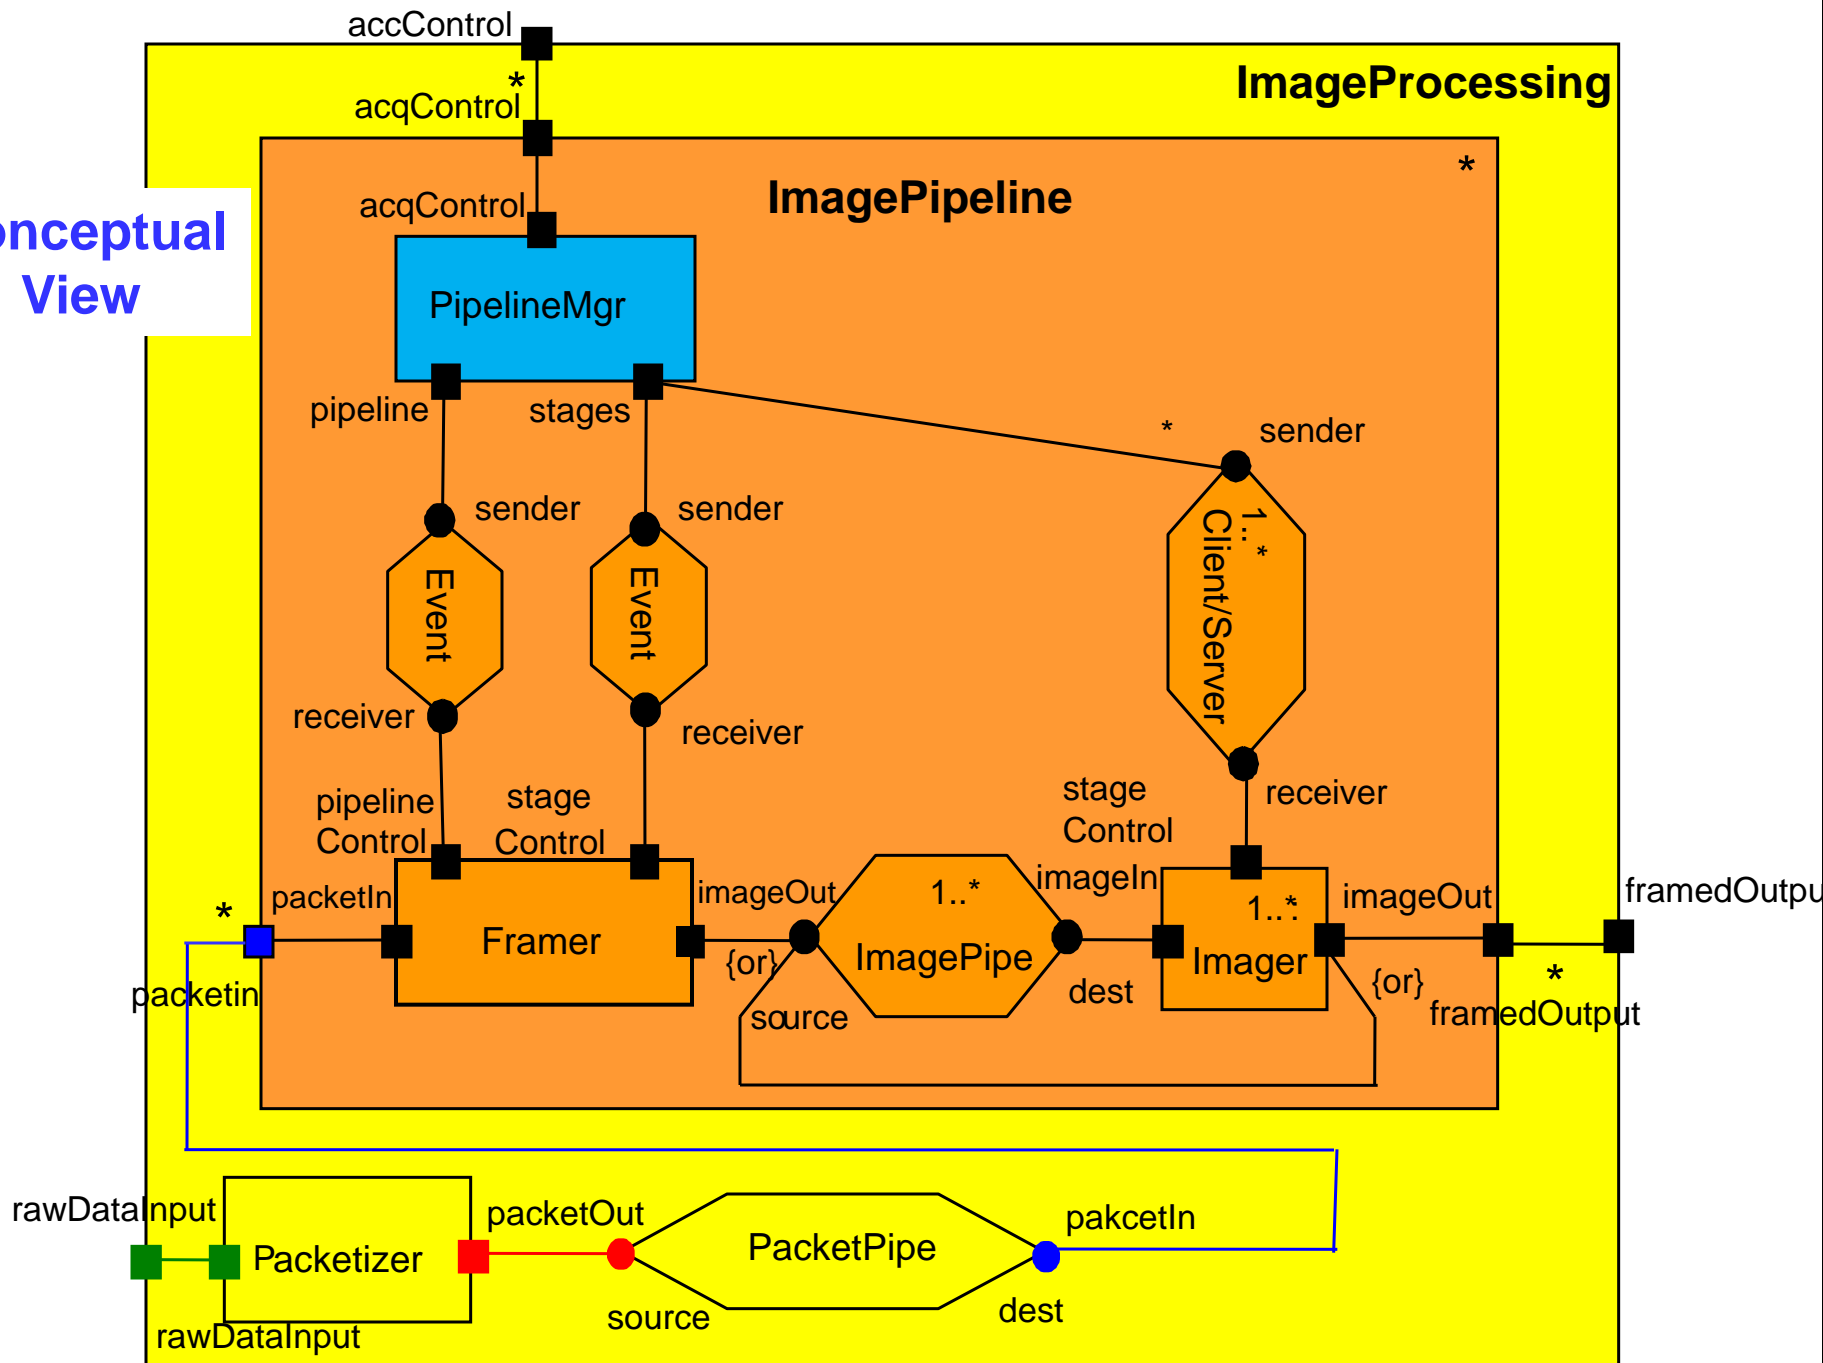 accControl
*
ImageProcessing
acqControl
*
ImagePipeline
acqControl
onceptual
View
PipelineMgr
pipeline
stages
*
sender
sender
sender
1.. *
Client/Server
Event
Event
receiver
receiver
receiver
pipeline
Control
stage
Control
stage
Control
packetIn
imageOut
1..*
imageIn
imageOut
framedOutpu
*
1..*
Framer
ImagePipe
Imager
{or}
{or}
*
packetin
source
dest
framedOutput
rawDataInput
packetOut
pakcetIn
Packetizer
PacketPipe
source
dest
rawDataInput